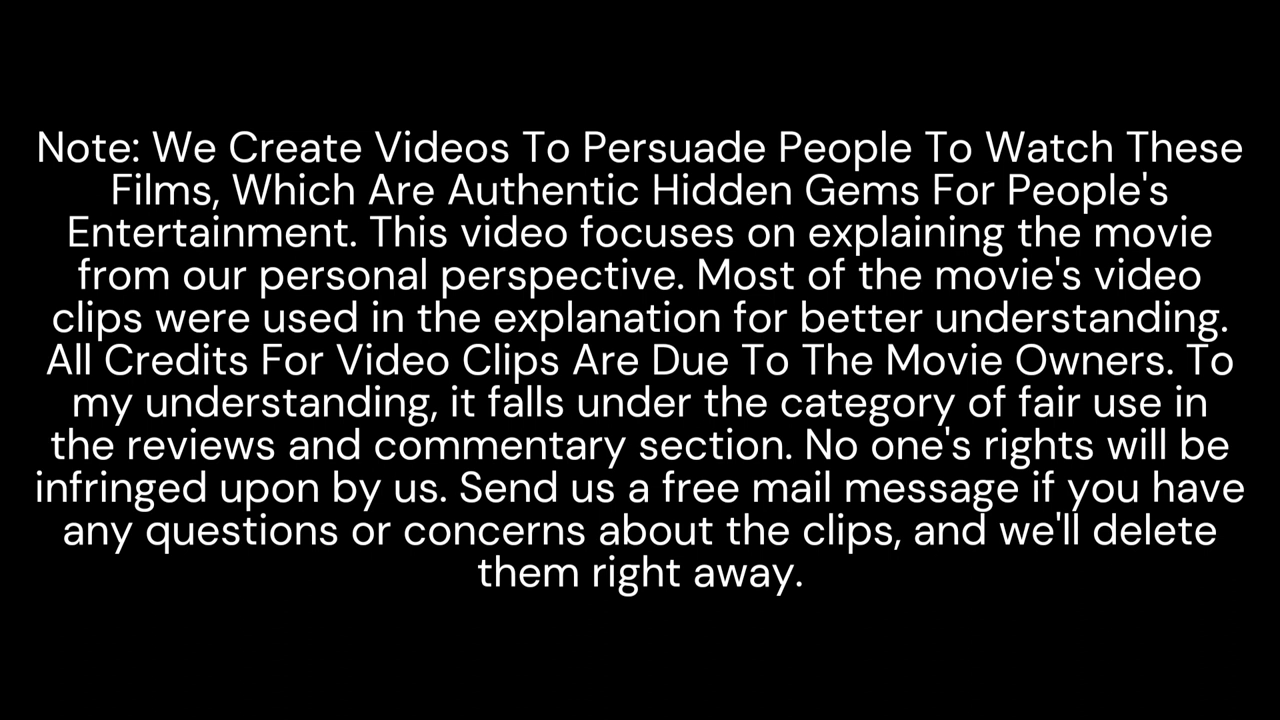 Note: We Create Videos To Persuade People To Watch These
Films, Which Are Authentic Hidden Gems For People's
Entertainment. This video focuses on explaining the movie
from our personal perspective. Most of the movie's video
clips were used in the explanation for better understanding.
All Credits For Video Clips Are Due To The Movie Owners. To
my understanding, it falls under the category of fair use in
the reviews and commentary section. No one's rights will be
infringed upon by us. Send us a free mail message if you have
any questions or concerns about the clips, and we'll delete
them right away.